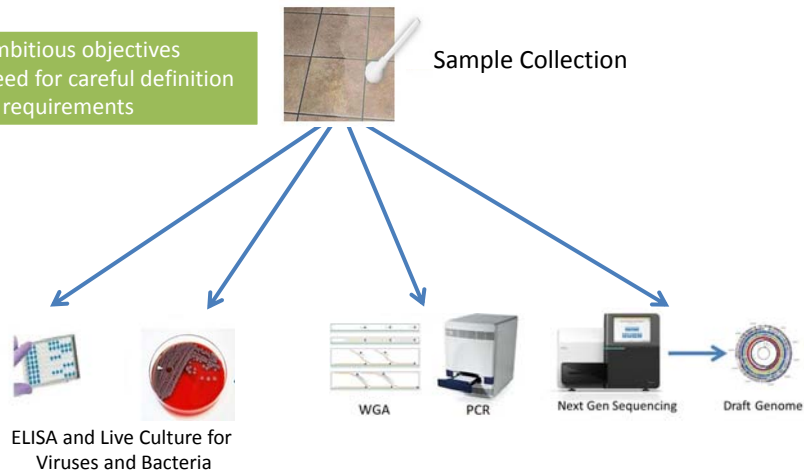 mbitious objectives
eed for careful definition
requirements
Sample Collection
WGA
PCR
Next Gen Sequencing
Draft Genome
ELISA and Live Culture for
Viruses and Bacteria